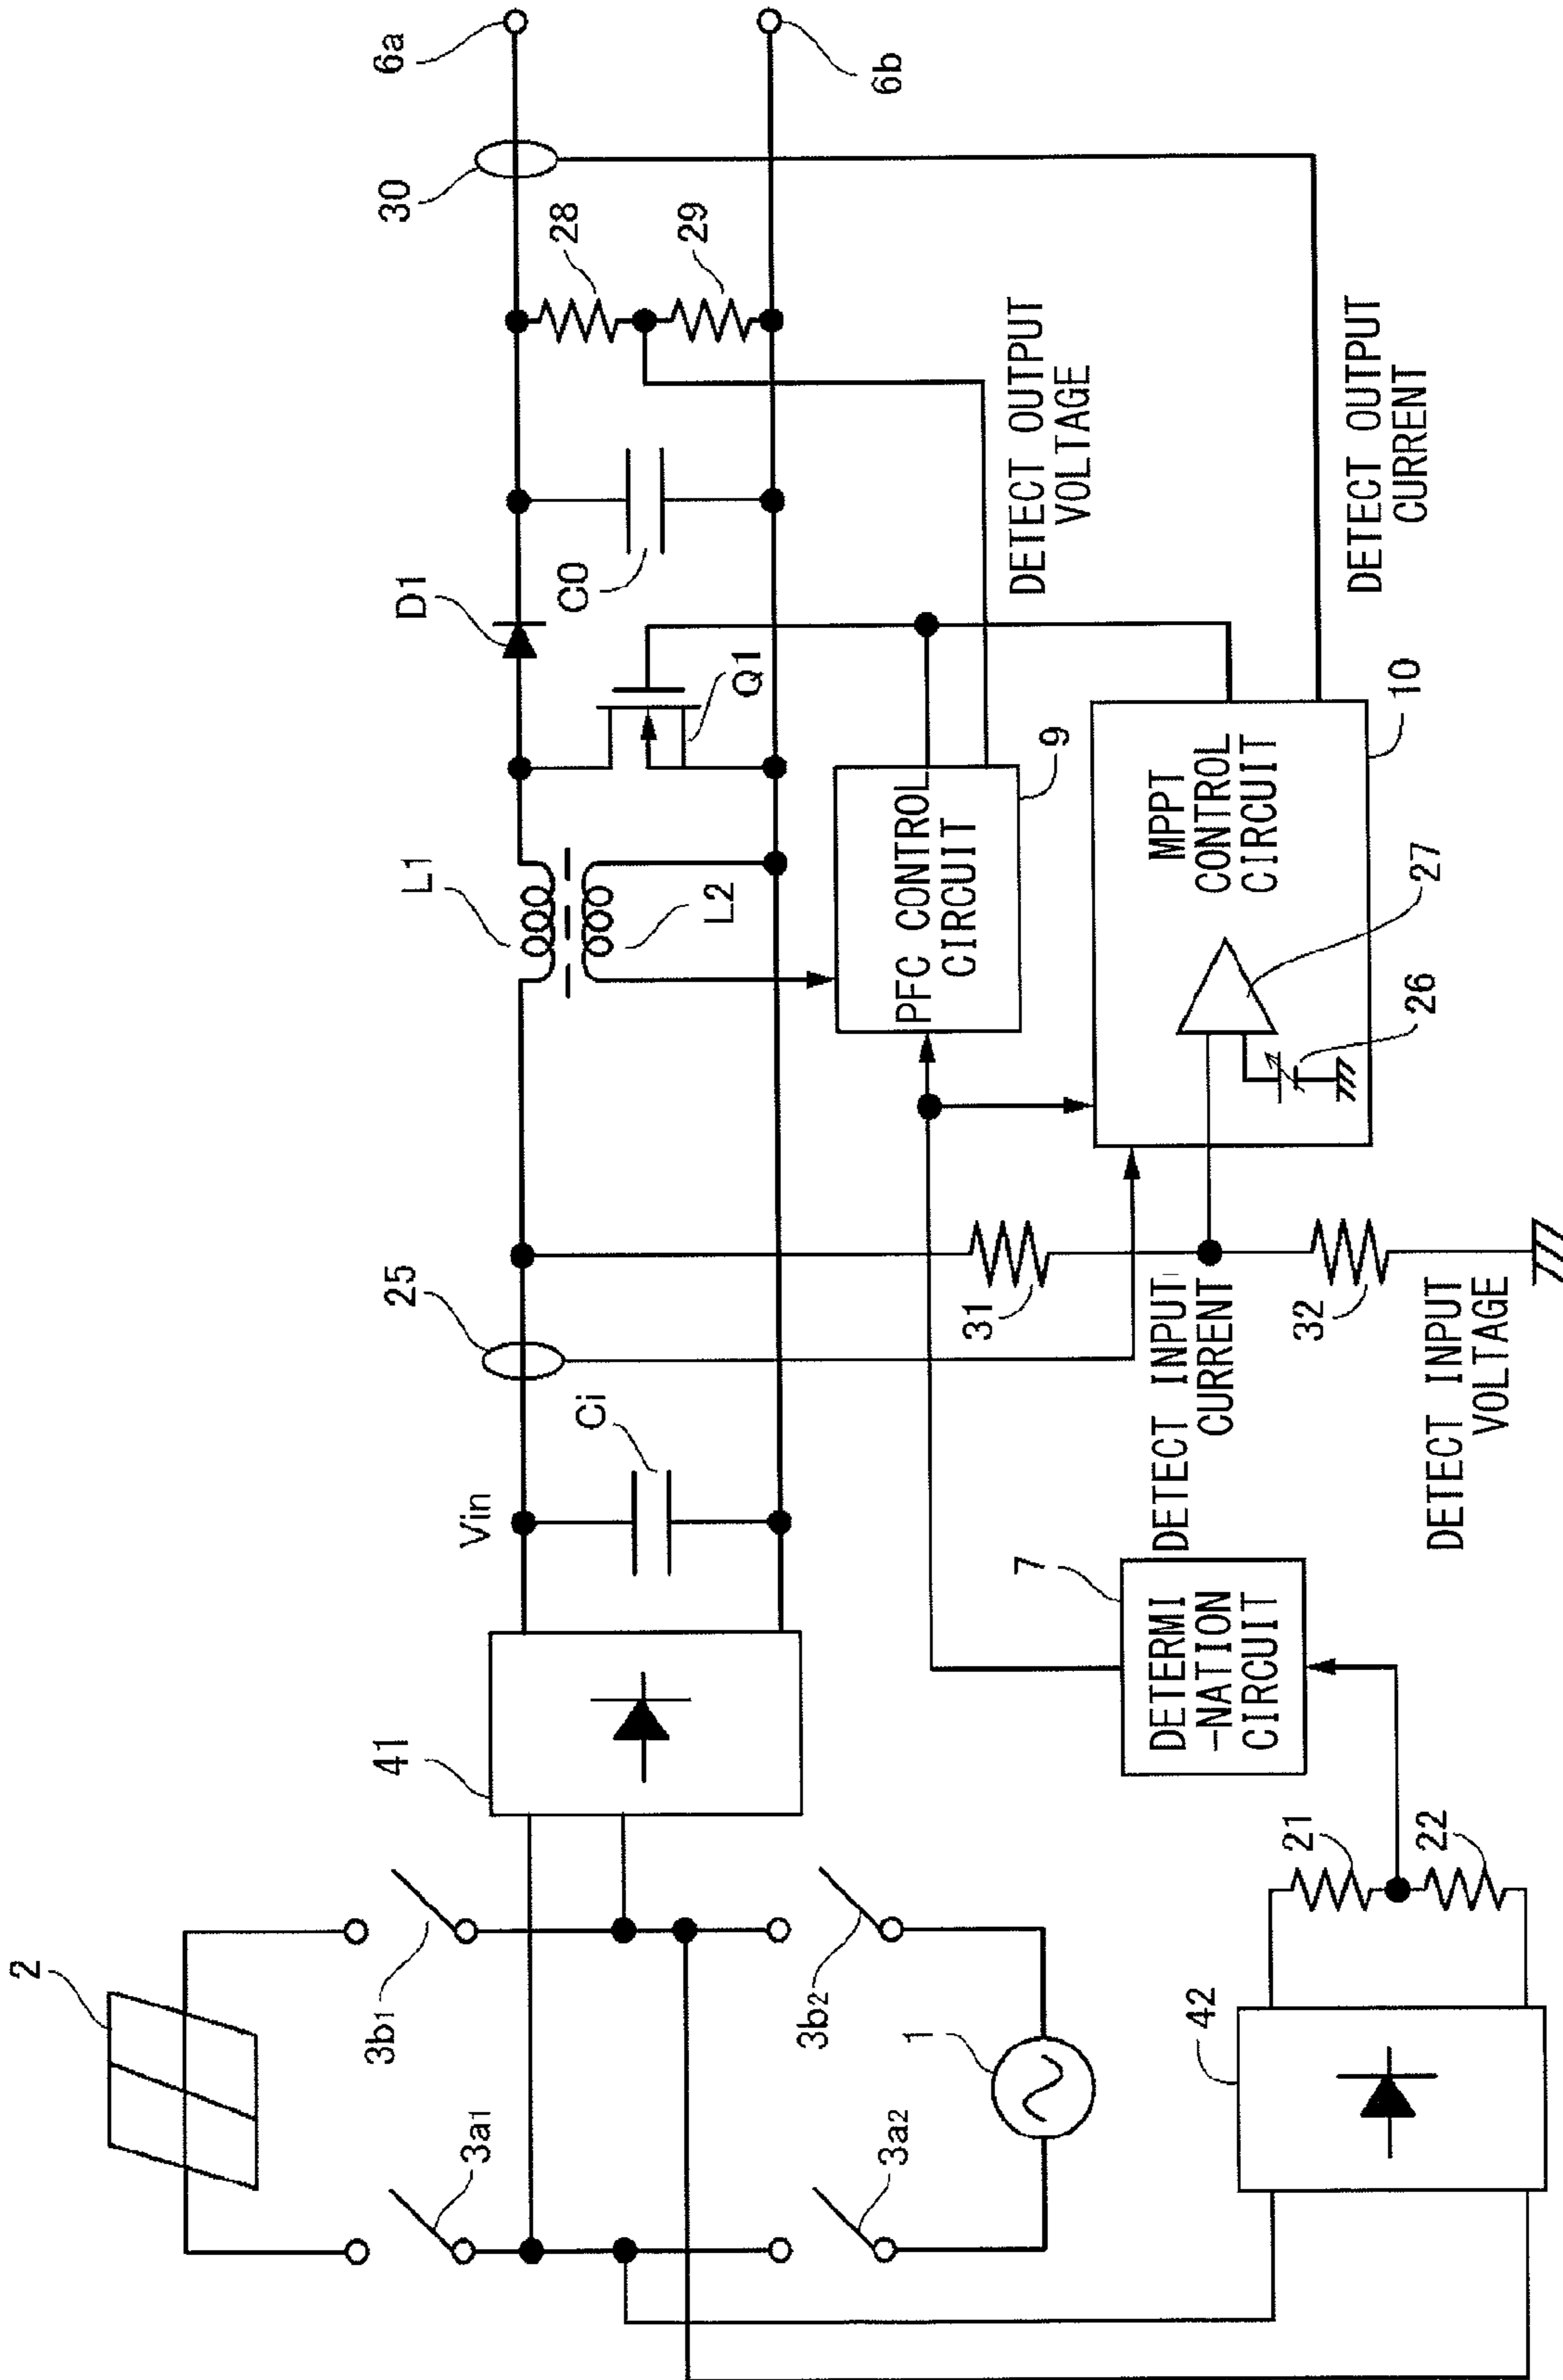 2
3a1
3b1
3a2
3b2
1
42
21
22
41
Vin
Ci
25
7
DETERMI
-NATION
CIRCUIT
DETECT INPUT
CURRENT
DETECT INPUT
VOLTAGE
31
32
L1
L2
D1
Q1
C0
PFC CONTROL
CIRCUIT
9
MPPT
CONTROL
CIRCUIT
27
26
10
28
29
30
6a
6b
DETECT OUTPUT
VOLTAGE
DETECT OUTPUT
CURRENT